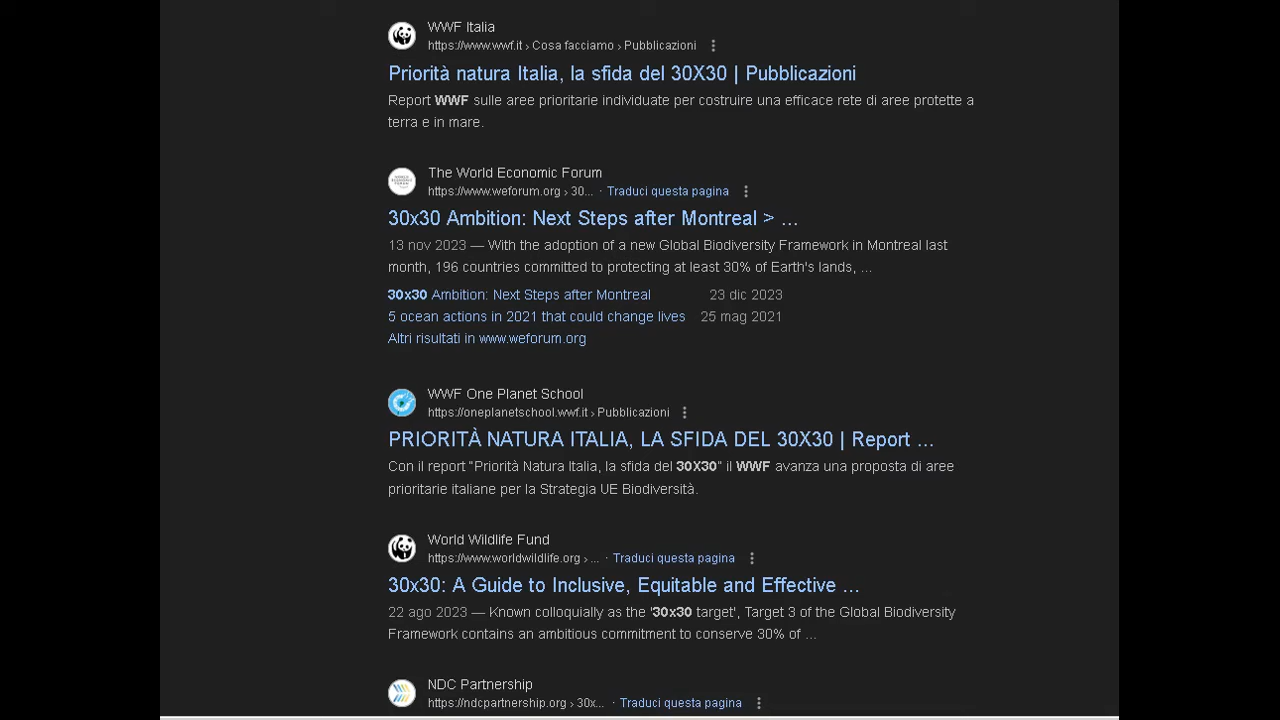 WWF Italia
https://www.wwf.it › Cosa facciamo › Pubblicazioni
Priorità natura Italia, la sfida del 30X30 | Pubblicazioni
Report WWF sulle aree prioritarie individuate per costruire una efficace rete di aree protette a
terra e in mare.
The World Economic Forum
https://www.weforum.org › 30... · Traduci questa pagina
30x30 Ambition: Next Steps after Montreal > ...
13 nov 2023 — With the adoption of a new Global Biodiversity Framework in Montreal last
month, 196 countries committed to protecting at least 30% of Earth's lands, ...
30x30 Ambition: Next Steps after Montreal 23 dic 2023
5 ocean actions in 2021 that could change lives 25 mag 2021
Altri risultati in www.weforum.org
WWF One Planet School
https://oneplanetschool.wwf.it › Pubblicazioni
PRIORITÀ NATURA ITALIA, LA SFIDA DEL 30X30 | Report ...
Con il report "Priorità Natura Italia, la sfida del 30X30" il WWF avanza una proposta di aree
prioritarie italiane per la Strategia UE Biodiversità.
World Wildlife Fund
https://www.worldwildlife.org › ... · Traduci questa pagina
30x30: A Guide to Inclusive, Equitable and Effective ...
22 ago 2023 — Known colloquially as the '30x30 target', Target 3 of the Global Biodiversity
Framework contains an ambitious commitment to conserve 30% of ...
NDC Partnership
https://ndcpartnership.org › 30x... · Traduci questa pagina